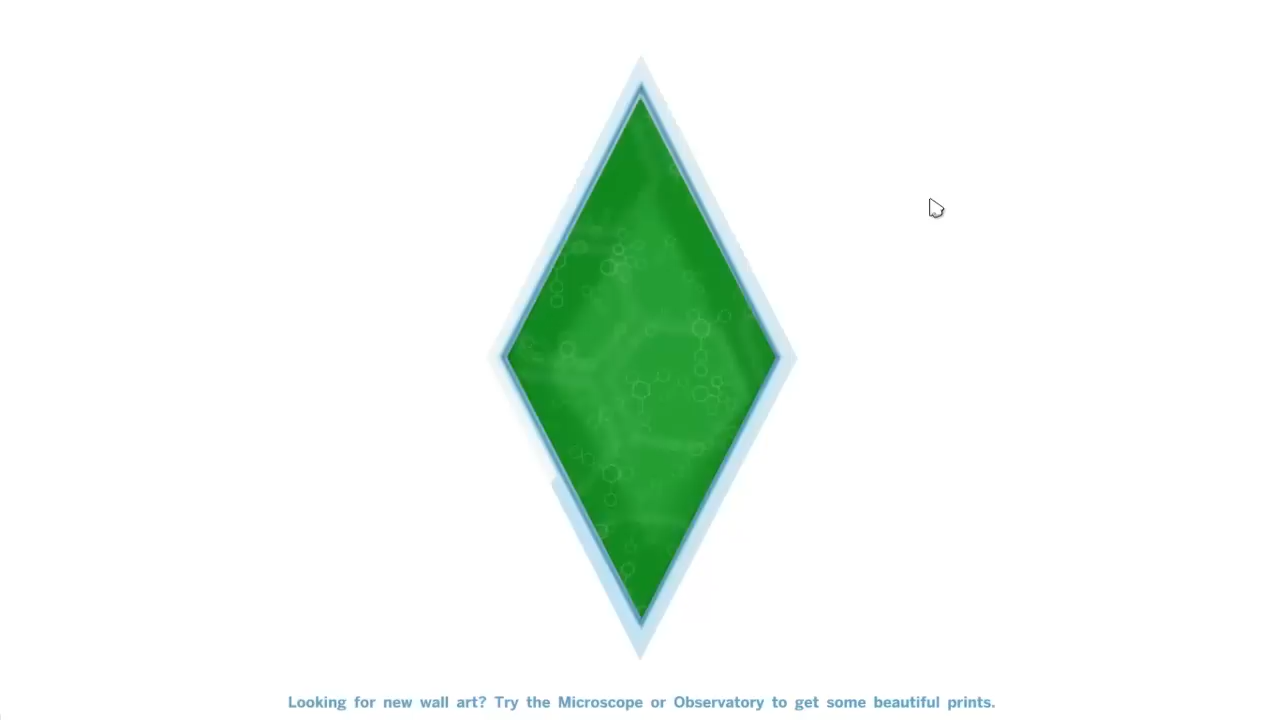 Looking for new wall art? Try the Microscope or Observatory to get some beautiful prints.